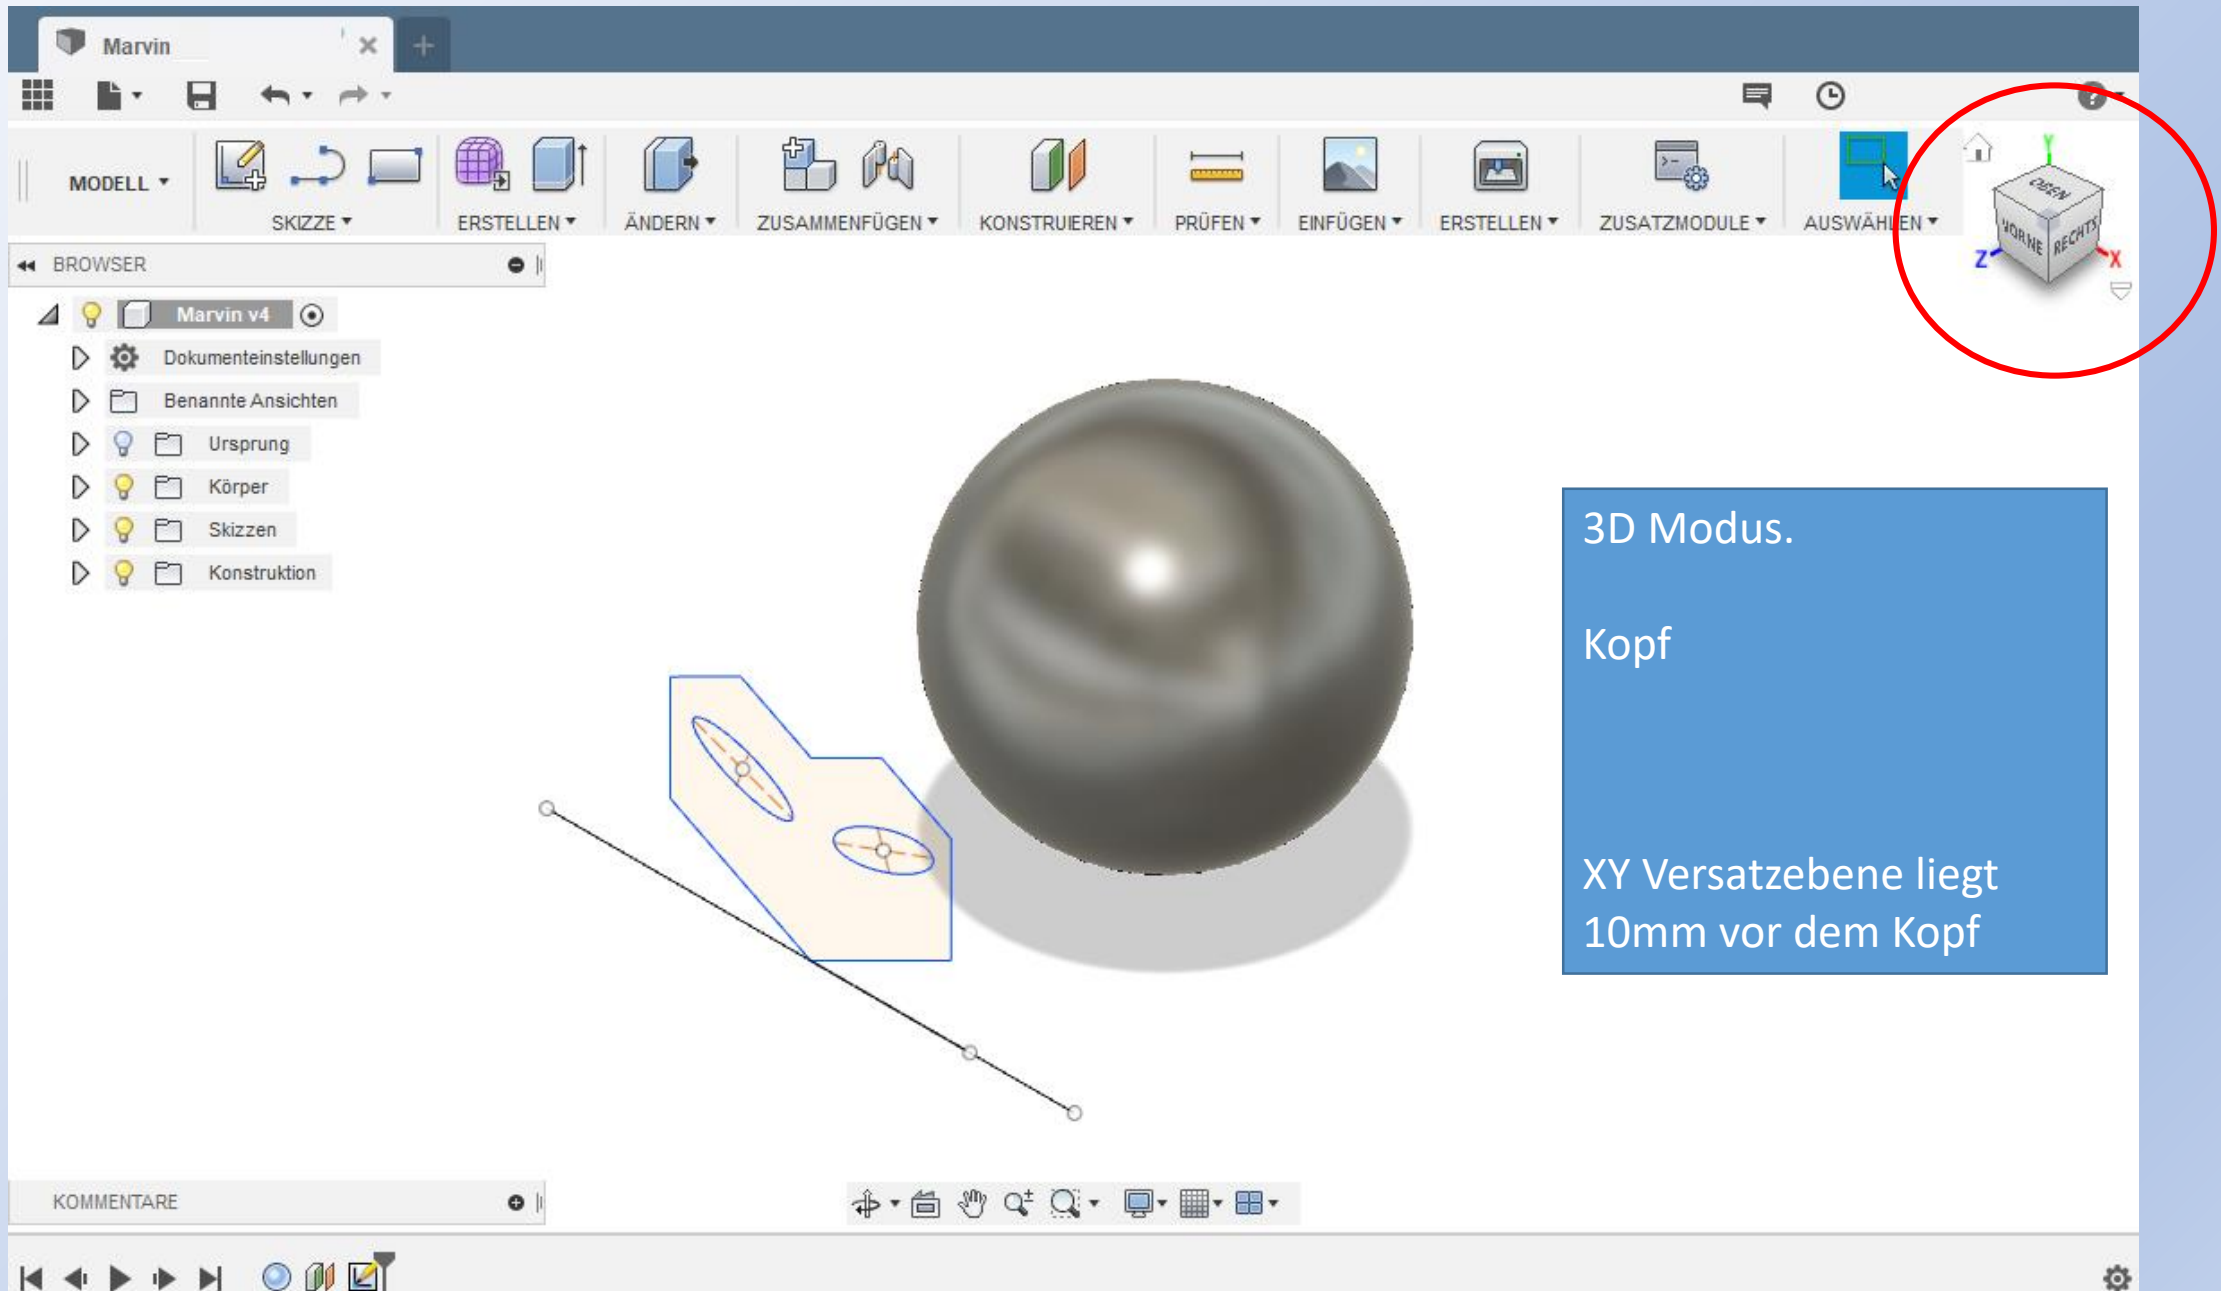 Marvin
MODELL
SKIZZE
ERSTELLEN
ÄNDERN
ZUSAMMENFÜGEN
KONSTRUIEREN
PRÜFEN
EINFÜGEN
ERSTELLEN
ZUSATZMODULE
AUSWÄHLEN
Y
OBEN
VORNE
RECHTS
Z
X
BROWSER
Marvin v4
Dokumenteinstellungen
Benannte Ansichten
Ursprung
Körper
Skizzen
Konstruktion
3D Modus.
Kopf
XY Versatzebene liegt
10mm vor dem Kopf
KOMMENTARE